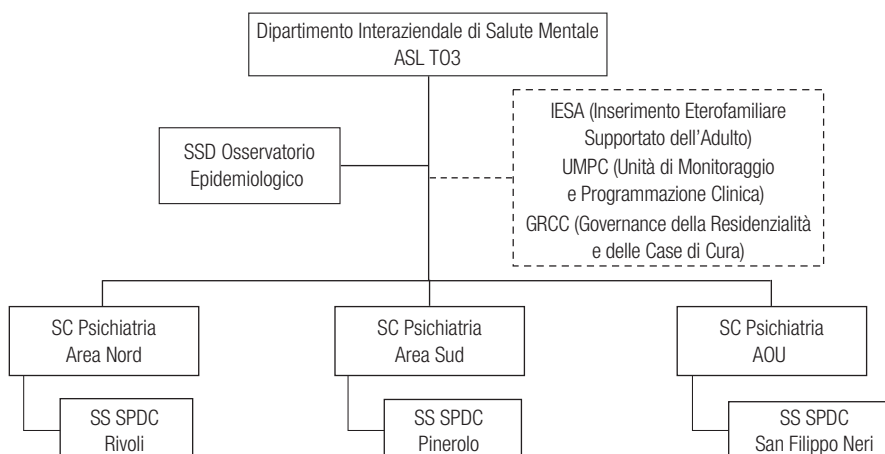 Dipartimento Interaziendale di Salute Mentale
ASL TO3
SSD Osservatorio
Epidemiologico
IESA (Inserimento Eterofamiliare
Supportato dell'Adulto)
UMPC (Unità di Monitoraggio
e Programmazione Clinica)
GRCC (Governance della Residenzialità
e delle Case di Cura)
SC Psichiatria
Area Nord
SC Psichiatria
Area Sud
SC Psichiatria
AOU
SS SPDC
Rivoli
SS SPDC
Pinerolo
SS SPDC
San Filippo Neri